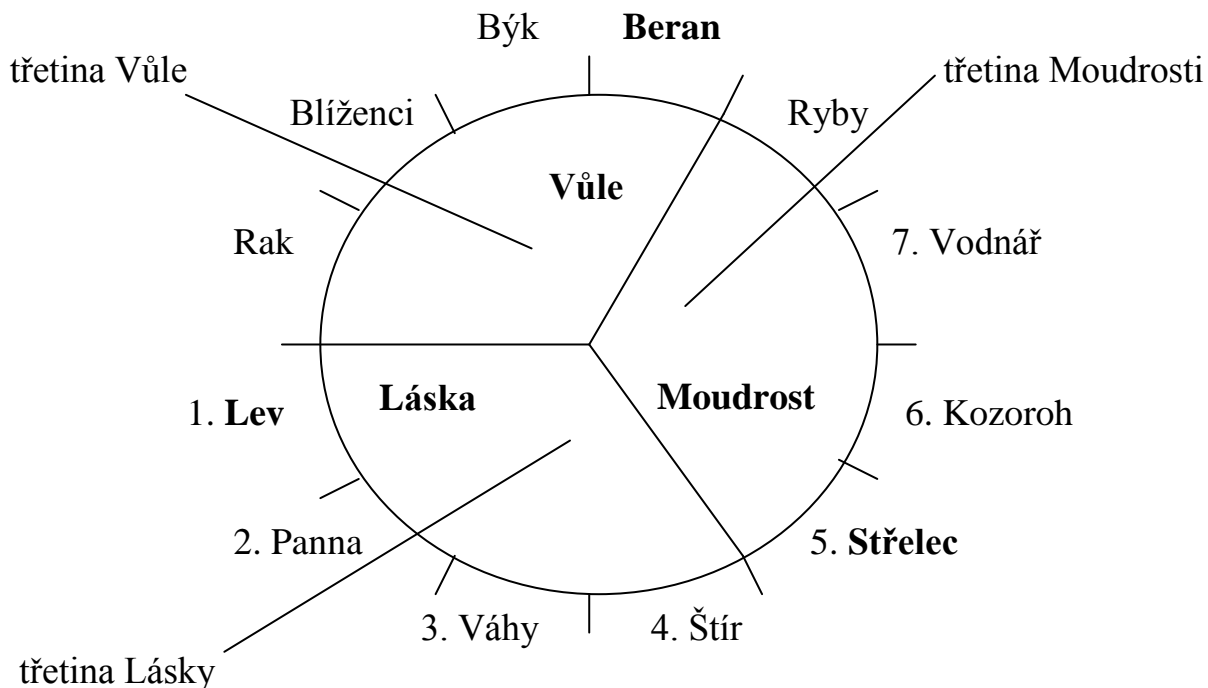 Býk Beran
třetina Vůle třetina Moudrosti
Blíženci Ryby
Vůle
Rak 7. Vodnář
1. Lev Láska Moudrost 6. Kozoroh
2. Panna 5. Střelec
3. Váhy 4. Štír
třetina Lásky